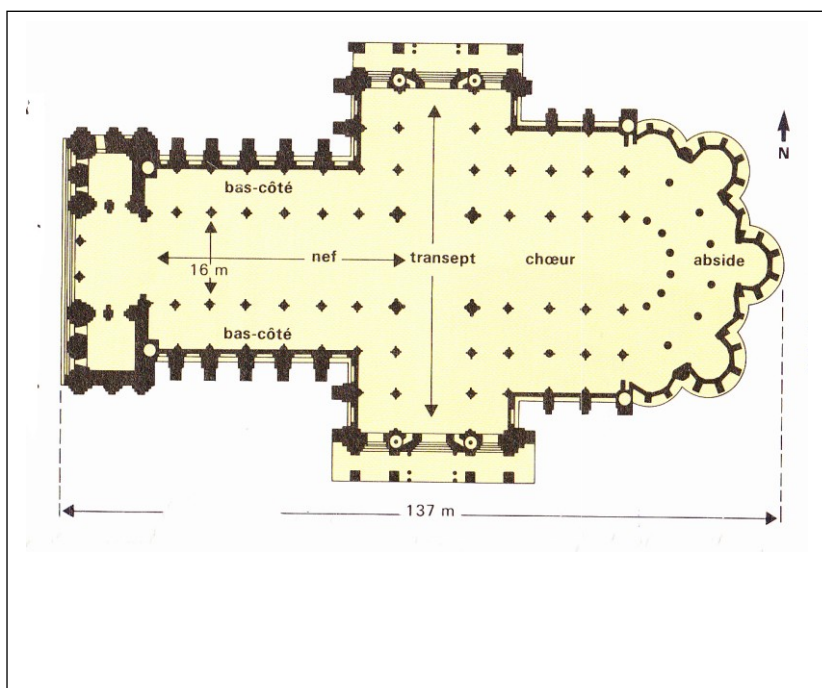 N
bas-côté
nef
transept
chœur
abside
16 m
bas-côté
137 m